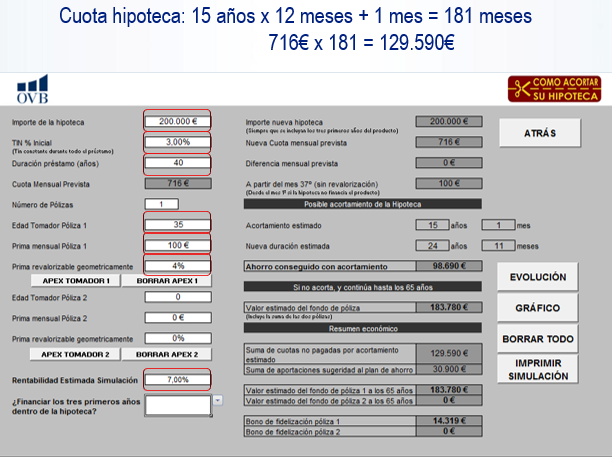 Cuota hipoteca: 15 años x 12 meses + 1 mes = 181 meses
716€ x 181 = 129.590€
OVB
COMO ACORTAR
SU HIPOTECA
Importe de la hipoteca 200.000 €
TIN % Inicial 3,00%
(Tin constante durante todo el préstamo)
Duración préstamo (años) 40
Cuota Mensual Prevista 716 €
Número de Pólizas 1
Edad Tomador Póliza 1 35
Prima mensual Póliza 1 100 €
Prima revalorizable geometricamente 4%
APEX TOMADOR 1 BORRAR APEX 1
Edad Tomador Póliza 2 0
Prima mensual Póliza 2 0 €
Prima revalorizable geometricamente 0%
APEX TOMADOR 2 BORRAR APEX 2
Rentabilidad Estimada Simulación 7,00%
¿Financiar los tres primeros años
dentro de la hipoteca?
Importe nueva hipoteca 200.000 €
(Siempre que se incluyan los tres primeros años del producto)
Nueva Cuota mensual prevista 716 €
Diferencia mensual prevista 0 €
A partir del mes 37º (sin revalorización) 100 €
(Desde el mes 1º si la hipoteca no financia el producto)
Posible acortamiento de la Hipoteca
Acortamiento estimado 15 años 1 mes
Nueva duración estimada 24 años 11 meses
Ahorro conseguido con acortamiento 98.690 €
Si no acorta, y continúa hasta los 65 años
Valor estimado del fondo de póliza 183.780 €
(Incluye la suma de las dos pólizas)
Resumen económico
Suma de cuotas no pagadas por acortamiento
estimado 129.590 €
Suma de aportaciones sugeridad al plan de ahorro 30.900 €
Valor estimado del fondo de póliza 1 a los 65 años 183.780 €
Valor estimado del fondo de póliza 2 a los 65 años 0 €
Bono de fidelización póliza 1 14.319 €
Bono de fidelización póliza 2 0 €
ATRÁS
EVOLUCIÓN
GRÁFICO
BORRAR TODO
IMPRIMIR
SIMULACIÓN